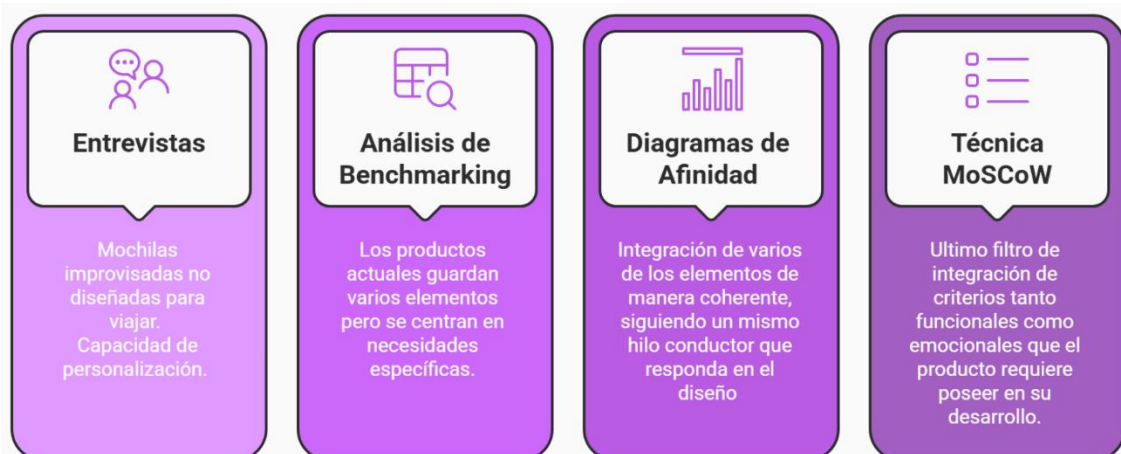 Entrevistas
Mochilas
improvisadas no
diseñadas para
viajar.
Capacidad de
personalización.
Análisis de
Benchmarking
Los productos
actuales guardan
varios elementos
pero se centran en
necesidades
específicas.
Diagramas de
Afinidad
Integración de varios
de los elementos de
manera coherente,
siguiendo un mismo
hilo conductor que
responda en el
diseño
Técnica
MoSCoW
Ultimo filtro de
integración de
criterios tanto
funcionales como
emocionales que el
producto requiere
poseer en su
desarrollo.